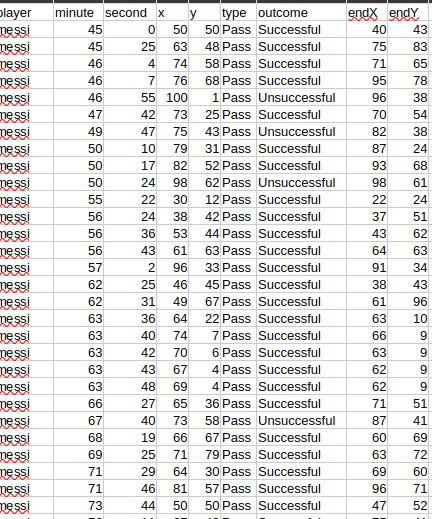 player minute second x y type outcome endX endY
messi 45 0 50 50 Pass Successful 40 43
messi 45 25 63 48 Pass Successful 75 83
messi 46 4 74 58 Pass Successful 71 65
messi 46 7 76 68 Pass Successful 95 78
messi 46 55 100 1 Pass Unsuccessful 96 38
messi 47 42 73 25 Pass Successful 70 54
messi 49 47 75 43 Pass Unsuccessful 82 38
messi 50 10 79 31 Pass Successful 87 24
messi 50 17 82 52 Pass Successful 93 68
messi 50 24 98 62 Pass Unsuccessful 98 61
messi 55 22 30 12 Pass Successful 22 24
messi 56 24 38 42 Pass Successful 37 51
messi 56 36 53 44 Pass Successful 43 62
messi 56 43 61 63 Pass Successful 64 63
messi 57 2 96 33 Pass Successful 91 34
messi 62 25 46 45 Pass Successful 38 43
messi 62 31 49 67 Pass Successful 61 96
messi 63 36 64 22 Pass Successful 63 10
messi 63 40 74 7 Pass Successful 66 9
messi 63 42 70 6 Pass Successful 63 9
messi 63 43 67 4 Pass Successful 62 9
messi 63 48 69 4 Pass Successful 62 9
messi 66 27 65 36 Pass Successful 71 51
messi 67 40 73 58 Pass Unsuccessful 87 41
messi 68 19 66 67 Pass Successful 60 69
messi 69 25 71 79 Pass Successful 63 72
messi 71 29 64 30 Pass Successful 69 60
messi 71 46 81 57 Pass Successful 96 71
messi 73 44 50 50 Pass Successful 47 52